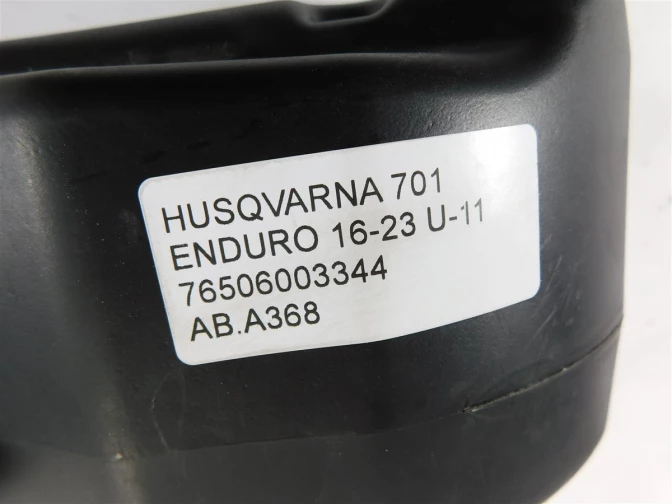 HUSQVARNA 701
ENDURO 16-23 U-11
76506003344
AB.A368